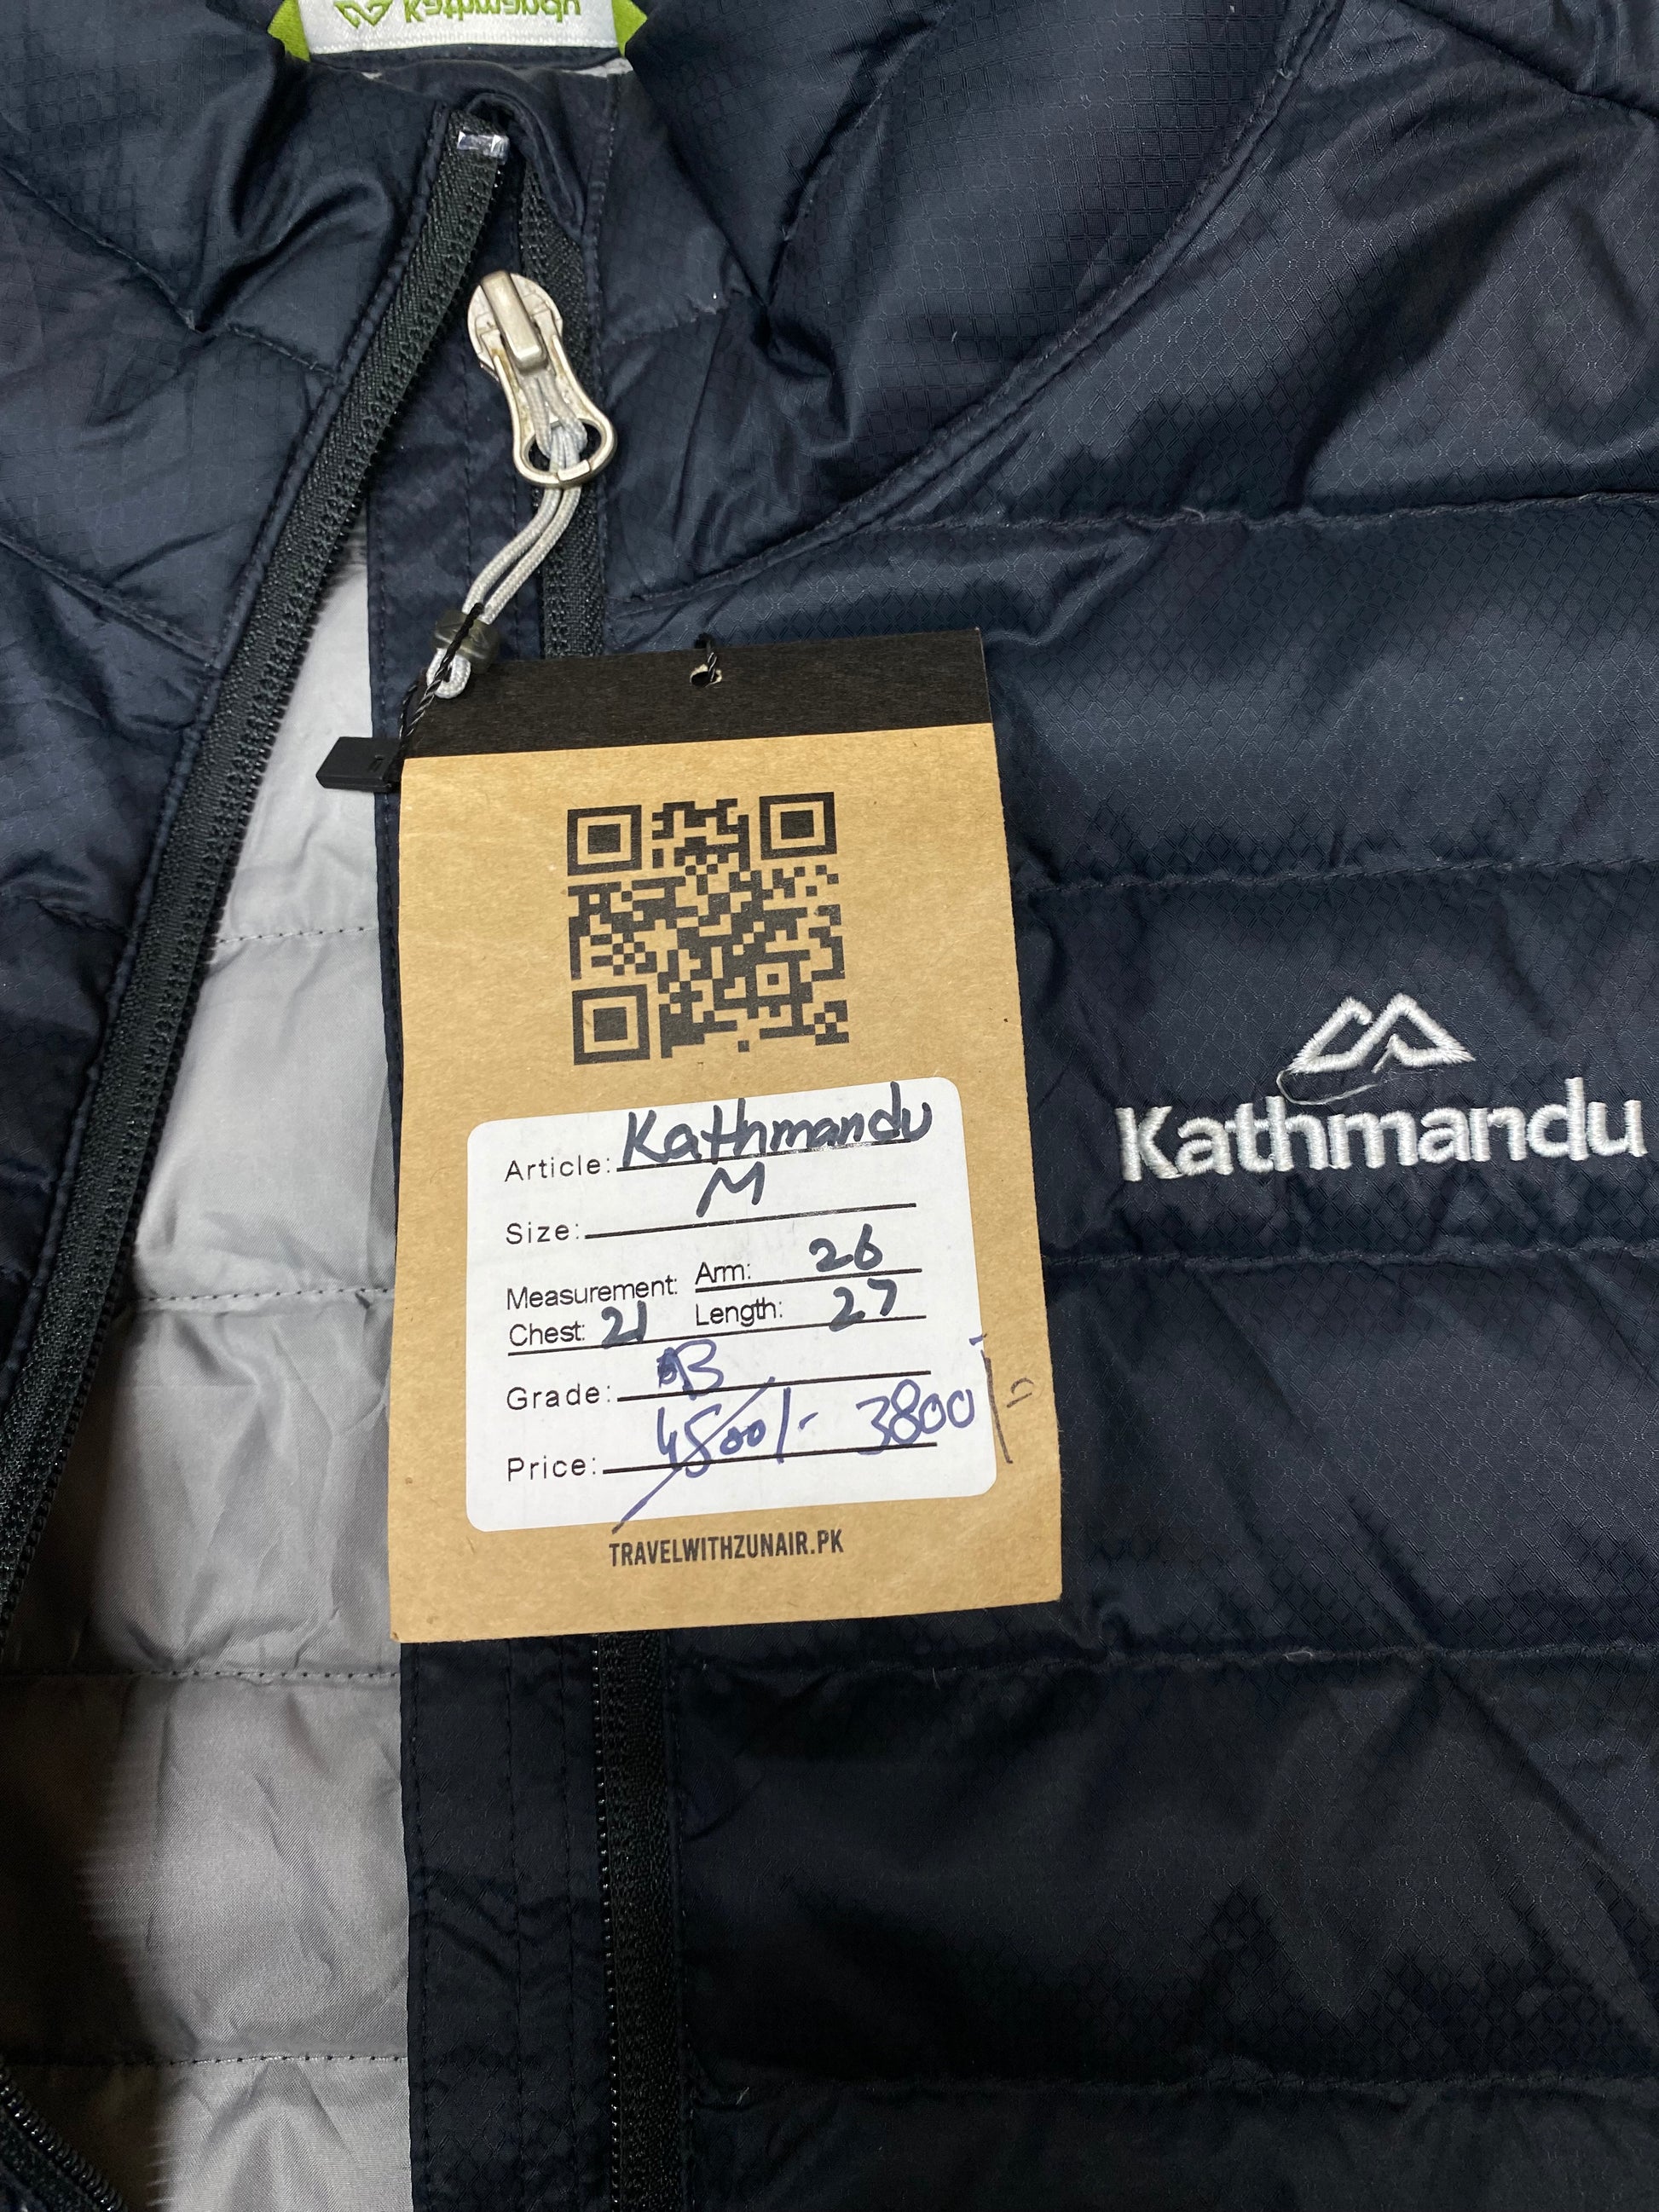 Kathmandu
Kathmandu
Article: Kathmandu
Size: M
Measurement: Arm: 26
Chest: 21 Length: 27
Grade: B
Price: 4500/- 3800/-
TRAVELWITHZUNAIR.PK